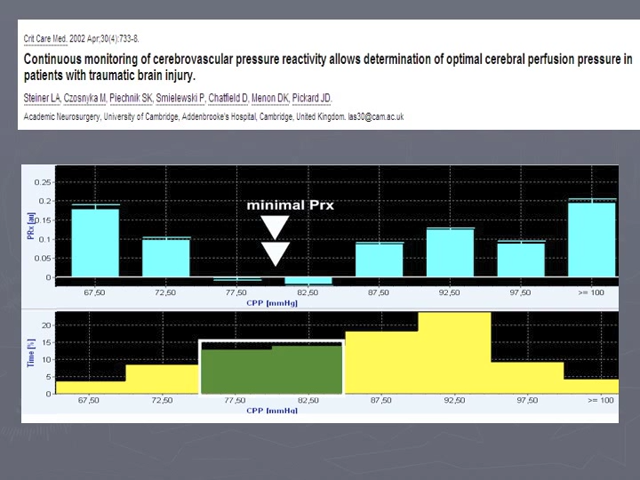 Crit Care Med. 2002 Apr;30(4):733-8.
Continuous monitoring of cerebrovascular pressure reactivity allows determination of optimal cerebral perfusion pressure in
patients with traumatic brain injury.
Steiner LA, Czosnyka M, Piechnik SK, Smielewski P, Chatfield D, Menon DK, Pickard JD.
Academic Neurosurgery, University of Cambridge, Addenbrooke's Hospital, Cambridge, United Kingdom. las30@cam.ac.uk
PRx [au]
0.25
0.2
0.15
0.1
0.05
0
minimal Prx
67,50 72,50 77,50 82,50 87,50 92,50 97,50 >= 100
CPP [mmHg]
Time [%]
20
15
10
5
0
67,50 72,50 77,50 82,50 87,50 92,50 97,50 >= 100
CPP [mmHg]